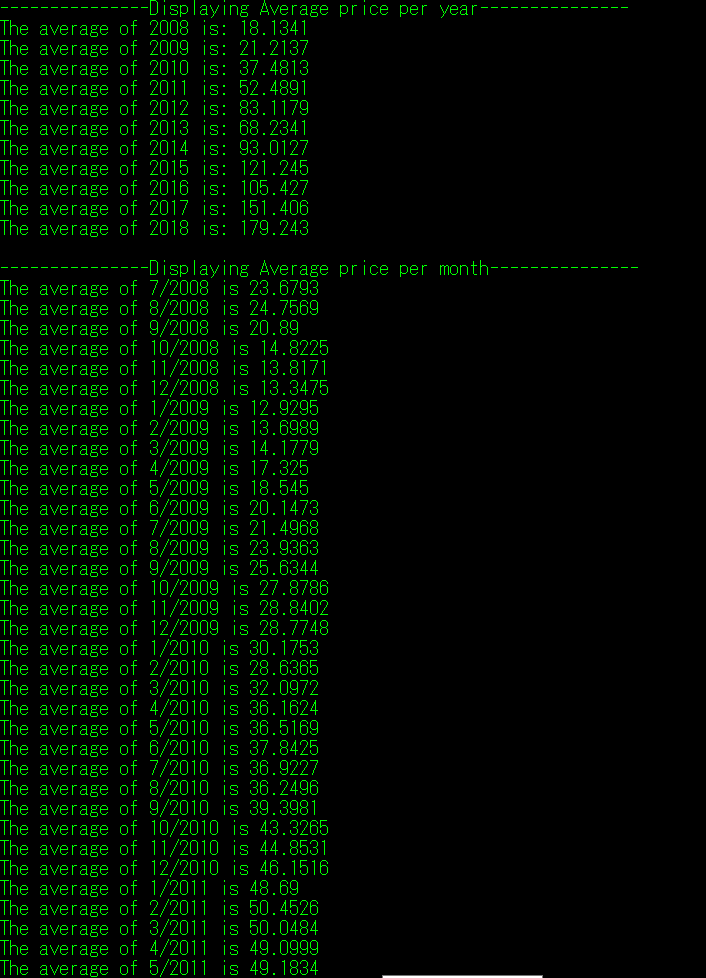 ---------------Displaying Average price per year---------------
The average of 2008 is: 18.1341
The average of 2009 is: 21.2137
The average of 2010 is: 37.4813
The average of 2011 is: 52.4891
The average of 2012 is: 83.1179
The average of 2013 is: 68.2341
The average of 2014 is: 93.0127
The average of 2015 is: 121.245
The average of 2016 is: 105.427
The average of 2017 is: 151.406
The average of 2018 is: 179.243
---------------Displaying Average price per month---------------
The average of 7/2008 is 23.6793
The average of 8/2008 is 24.7569
The average of 9/2008 is 20.89
The average of 10/2008 is 14.8225
The average of 11/2008 is 13.8171
The average of 12/2008 is 13.3475
The average of 1/2009 is 12.9295
The average of 2/2009 is 13.6989
The average of 3/2009 is 14.1779
The average of 4/2009 is 17.325
The average of 5/2009 is 18.545
The average of 6/2009 is 20.1473
The average of 7/2009 is 21.4968
The average of 8/2009 is 23.9363
The average of 9/2009 is 25.6344
The average of 10/2009 is 27.8786
The average of 11/2009 is 28.8402
The average of 12/2009 is 28.7748
The average of 1/2010 is 30.1753
The average of 2/2010 is 28.6365
The average of 3/2010 is 32.0972
The average of 4/2010 is 36.1624
The average of 5/2010 is 36.5169
The average of 6/2010 is 37.8425
The average of 7/2010 is 36.9227
The average of 8/2010 is 36.2496
The average of 9/2010 is 39.3981
The average of 10/2010 is 43.3265
The average of 11/2010 is 44.8531
The average of 12/2010 is 46.1516
The average of 1/2011 is 48.69
The average of 2/2011 is 50.4526
The average of 3/2011 is 50.0484
The average of 4/2011 is 49.0999
The average of 5/2011 is 49.1834